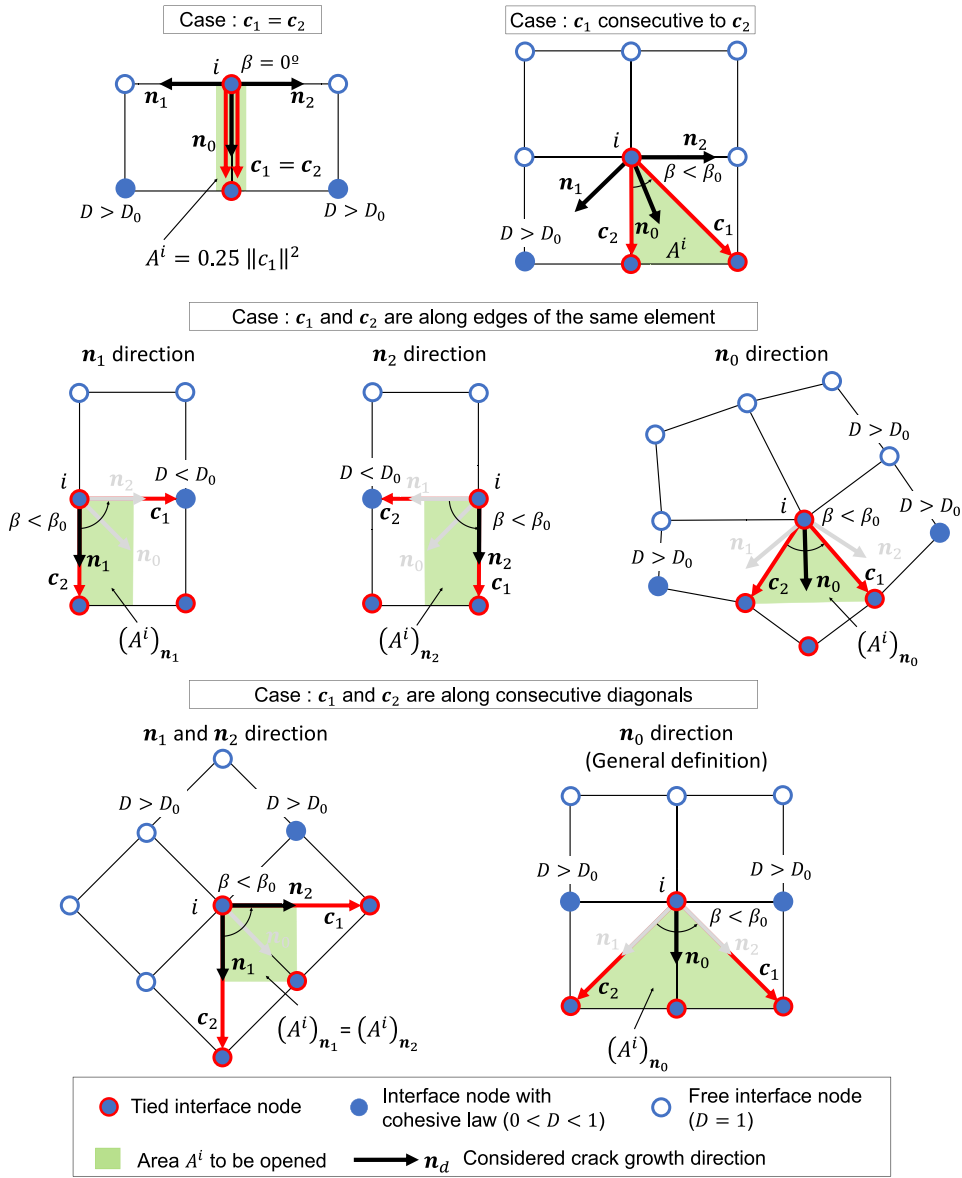 Case : c₁ = c₂
Case : c₁ consecutive to c₂
i
β = 0º
n₁
n₂
n₀
c₁ = c₂
D > D₀
D > D₀
Aⁱ = 0.25 ‖c₁‖²
i
n₂
β < β₀
n₁
D > D₀
c₂
n₀
c₁
Aⁱ
Case : c₁ and c₂ are along edges of the same element
n₁ direction
D < D₀
i
n₂
c₁
β < β₀
n₀
n₁
c₂
(Aⁱ)n₁
n₂ direction
D < D₀
i
n₁
c₂
β < β₀
n₀
n₂
c₁
(Aⁱ)n₂
n₀ direction
D > D₀
D > D₀
i
β < β₀
n₁
n₂
D > D₀
c₂
n₀
c₁
(Aⁱ)n₀
Case : c₁ and c₂ are along consecutive diagonals
n₁ and n₂ direction
D > D₀
D > D₀
β < β₀
n₂
i
c₁
n₁
c₂
(Aⁱ)n₁ = (Aⁱ)n₂
n₀ direction
(General definition)
D > D₀
D > D₀
i
β < β₀
n₁
n₂
n₀
c₂
c₁
(Aⁱ)n₀
Tied interface node
Interface node with
cohesive law (0 < D < 1)
Free interface node
(D = 1)
Area Aⁱ to be opened
n_d Considered crack growth direction